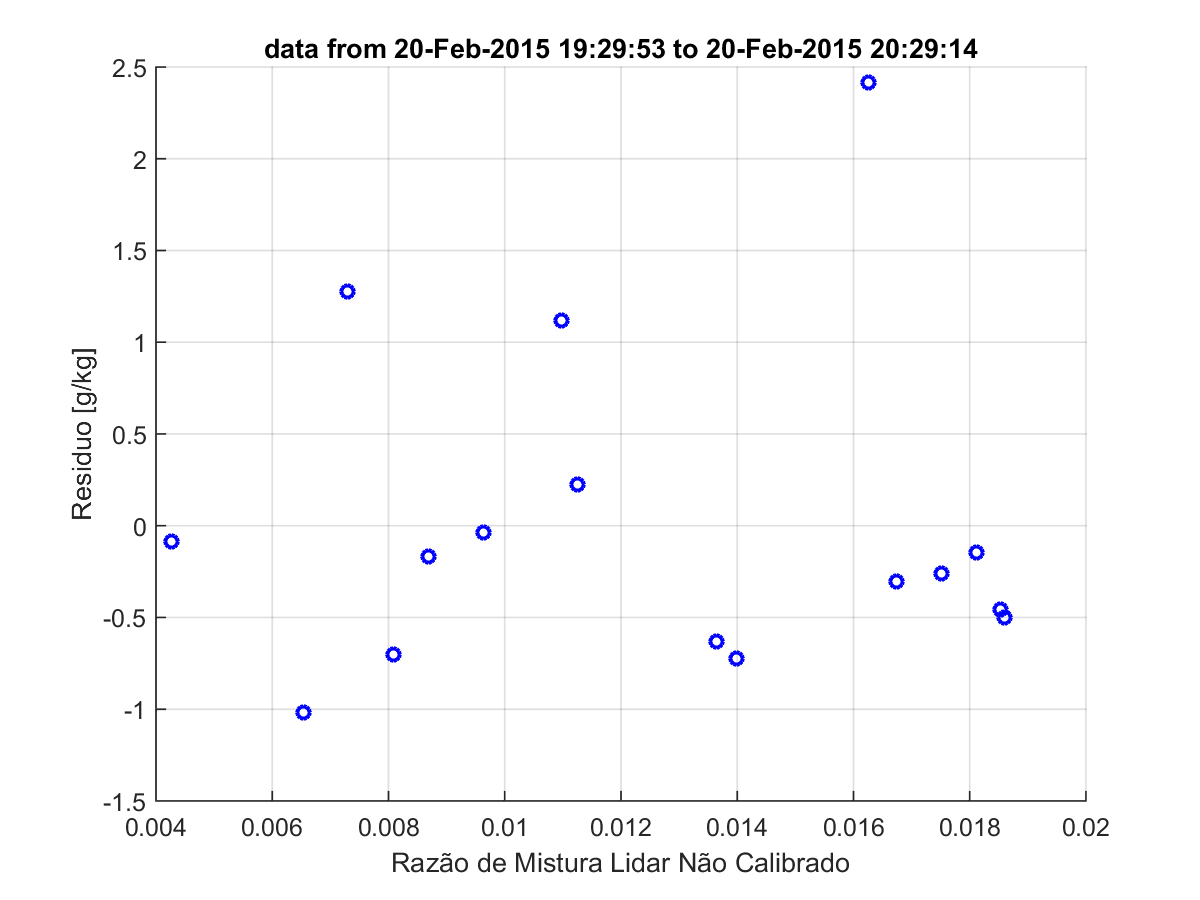 data from 20-Feb-2015 19:29:53 to 20-Feb-2015 20:29:14
2.5
2
1.5
1
0.5
0
-0.5
-1
-1.5
Residuo [g/kg]
0.004 0.006 0.008 0.01 0.012 0.014 0.016 0.018 0.02
Razão de Mistura Lidar Não Calibrado